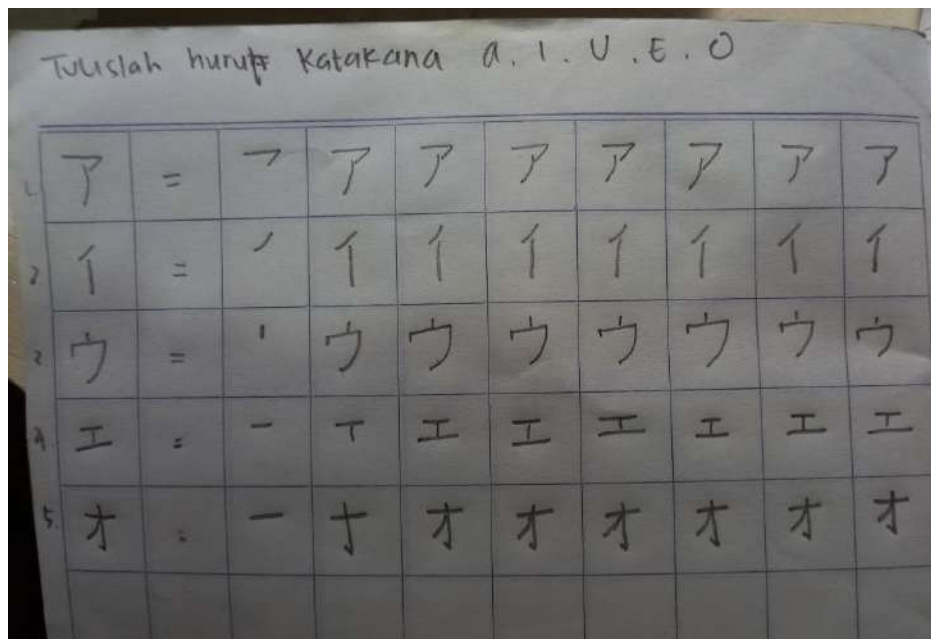 Tulislah huruf Katakana a. I. U. E. O
1. ア = フ ア ア ア ア ア ア ア
2 イ = ノ イ イ イ イ イ イ イ
3 ウ = ' ウ ウ ウ ウ ウ ウ ウ
4 エ = 一 T エ エ エ エ エ エ
5. オ = 一 十 オ オ オ オ オ オ